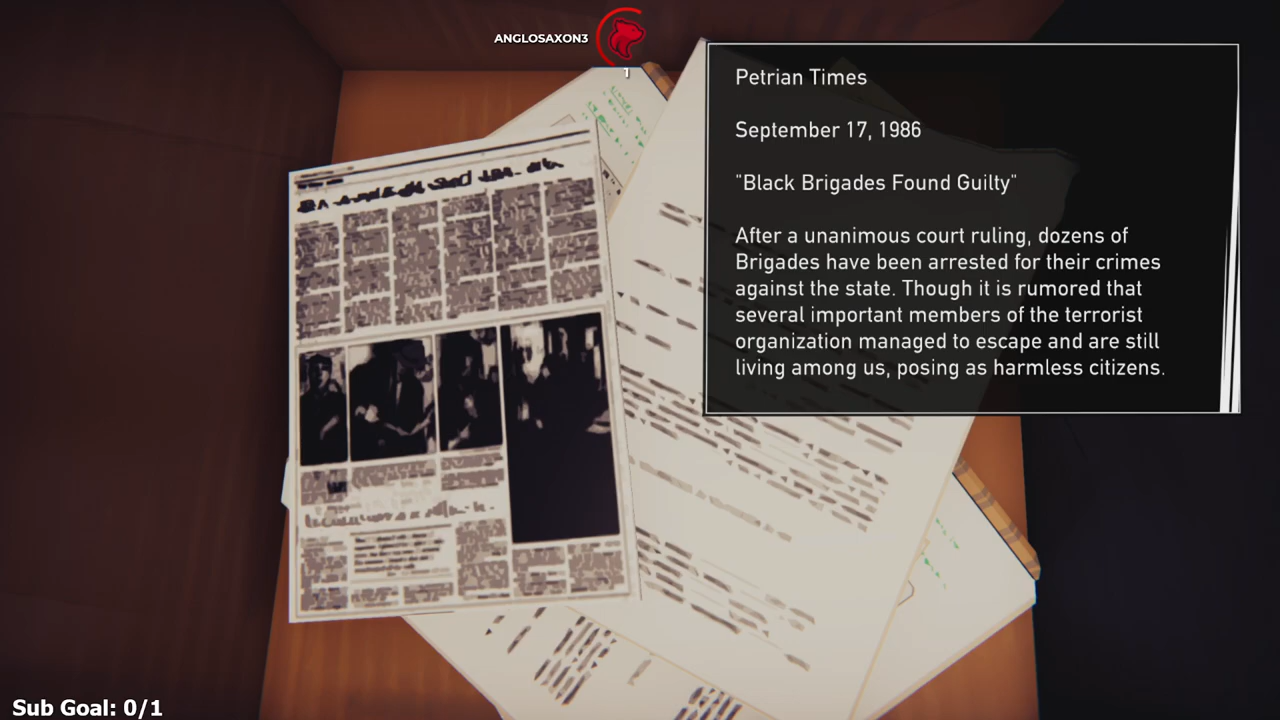 ANGLOSAXON3
1
Petrian Times
September 17, 1986
"Black Brigades Found Guilty"
After a unanimous court ruling, dozens of
Brigades have been arrested for their crimes
against the state. Though it is rumored that
several important members of the terrorist
organization managed to escape and are still
living among us, posing as harmless citizens.
Sub Goal: 0/1